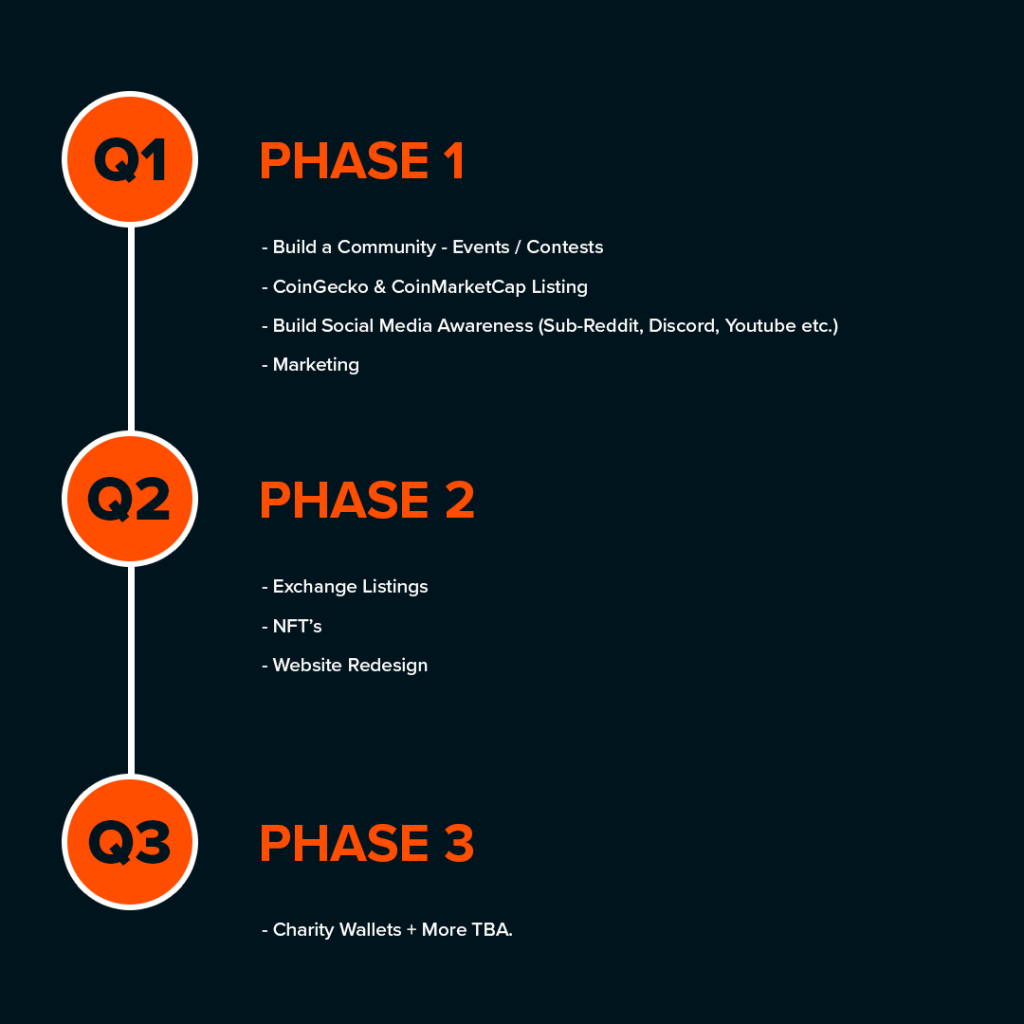 Q1
PHASE 1
- Build a Community - Events / Contests
- CoinGecko & CoinMarketCap Listing
- Build Social Media Awareness (Sub-Reddit, Discord, Youtube etc.)
- Marketing
Q2
PHASE 2
- Exchange Listings
- NFT’s
- Website Redesign
Q3
PHASE 3
- Charity Wallets + More TBA.